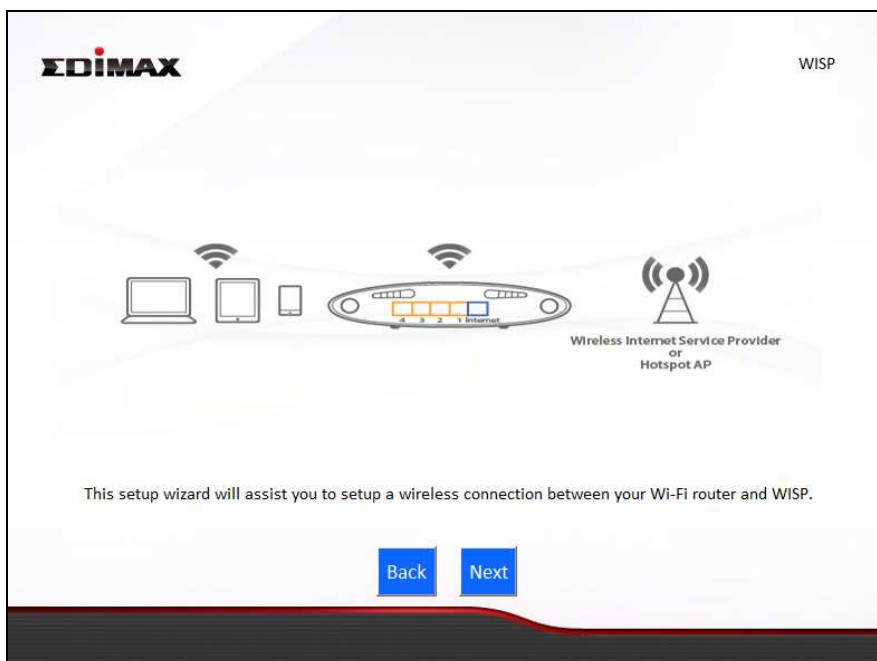 EDIMAX
WISP
4 3 2 1 Internet
Wireless Internet Service Provider
or
Hotspot AP
This setup wizard will assist you to setup a wireless connection between your Wi-Fi router and WISP.
Back Next